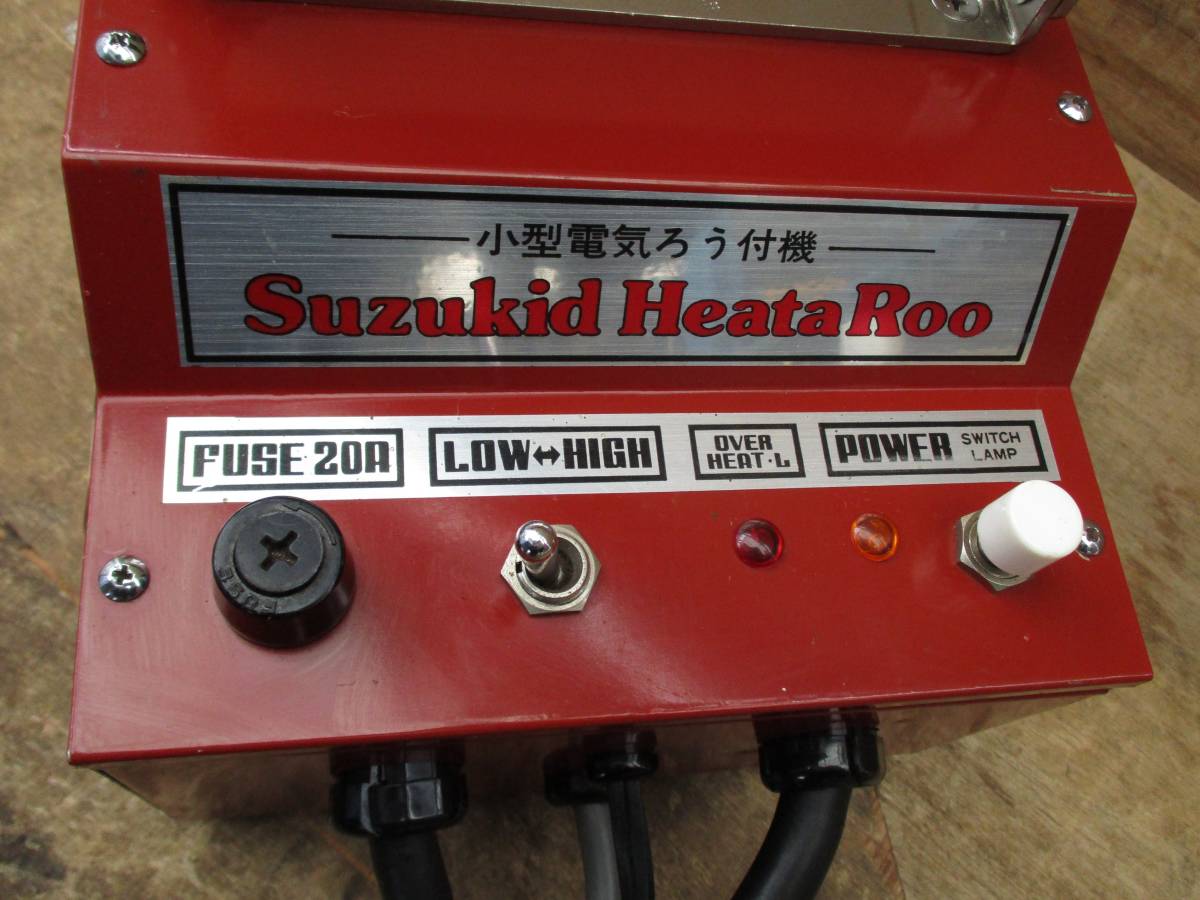 小型電気ろう付機
Suzukid HeataRoo
FUSE 20A
LOW↔HIGH
OVER
HEAT·L
POWER
SWITCH
LAMP
FUSE